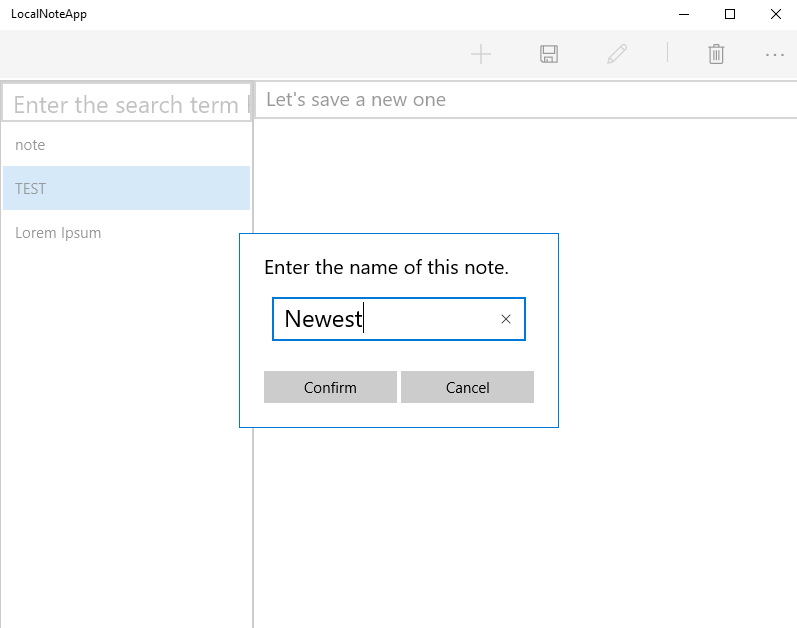 LocalNoteApp
Enter the search term
Let's save a new one
note
TEST
Lorem Ipsum
Enter the name of this note.
Newest
Confirm
Cancel